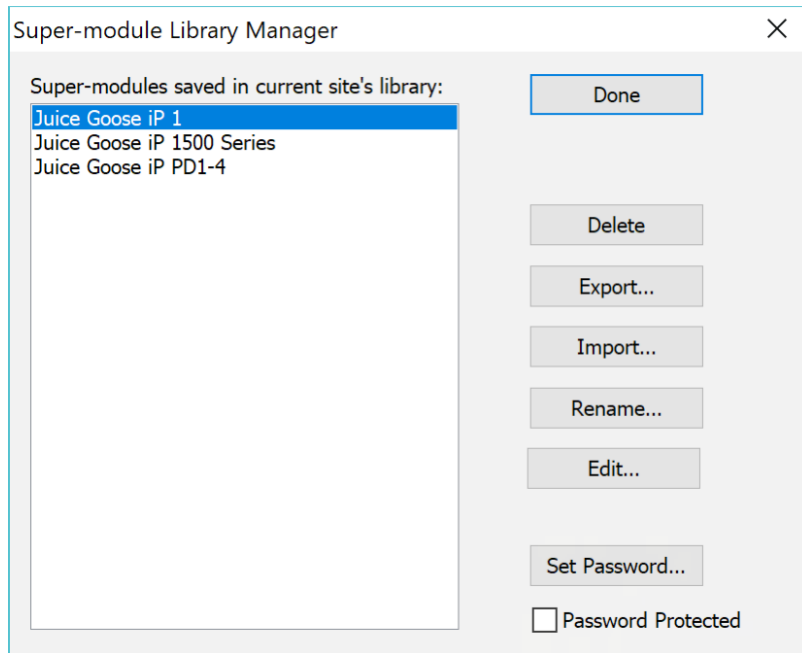 Super-module Library Manager
Super-modules saved in current site's library:
Juice Goose iP 1
Juice Goose iP 1500 Series
Juice Goose iP PD1-4
Done
Delete
Export...
Import...
Rename...
Edit...
Set Password...
Password Protected